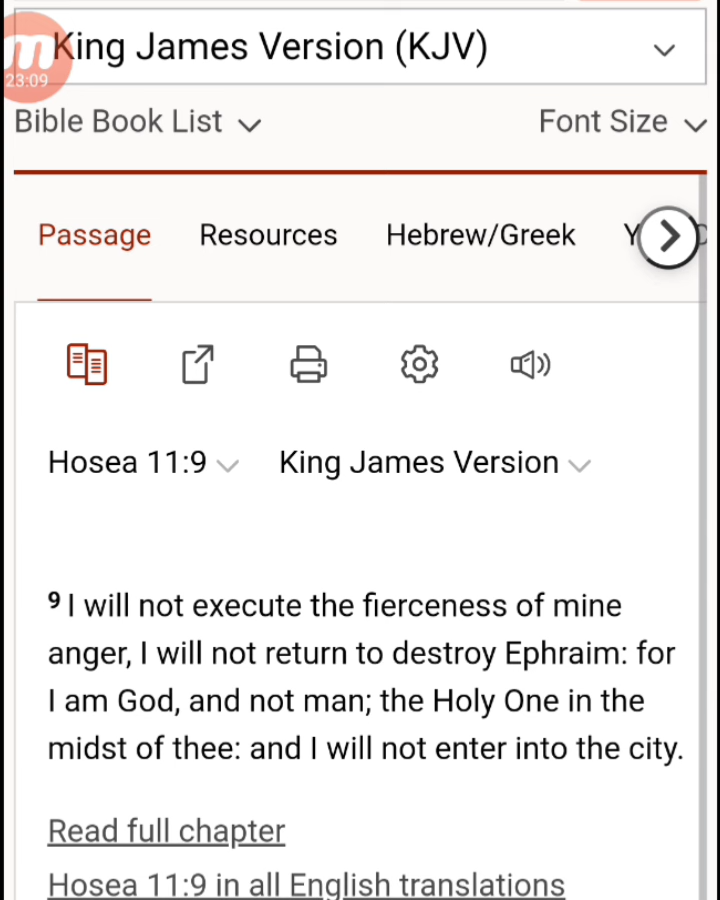 King James Version (KJV)
m
23:09
Bible Book List
Font Size
Passage Resources Hebrew/Greek
Hosea 11:9 King James Version
9 I will not execute the fierceness of mine
anger, I will not return to destroy Ephraim: for
I am God, and not man; the Holy One in the
midst of thee: and I will not enter into the city.
Read full chapter
Hosea 11:9 in all English translations